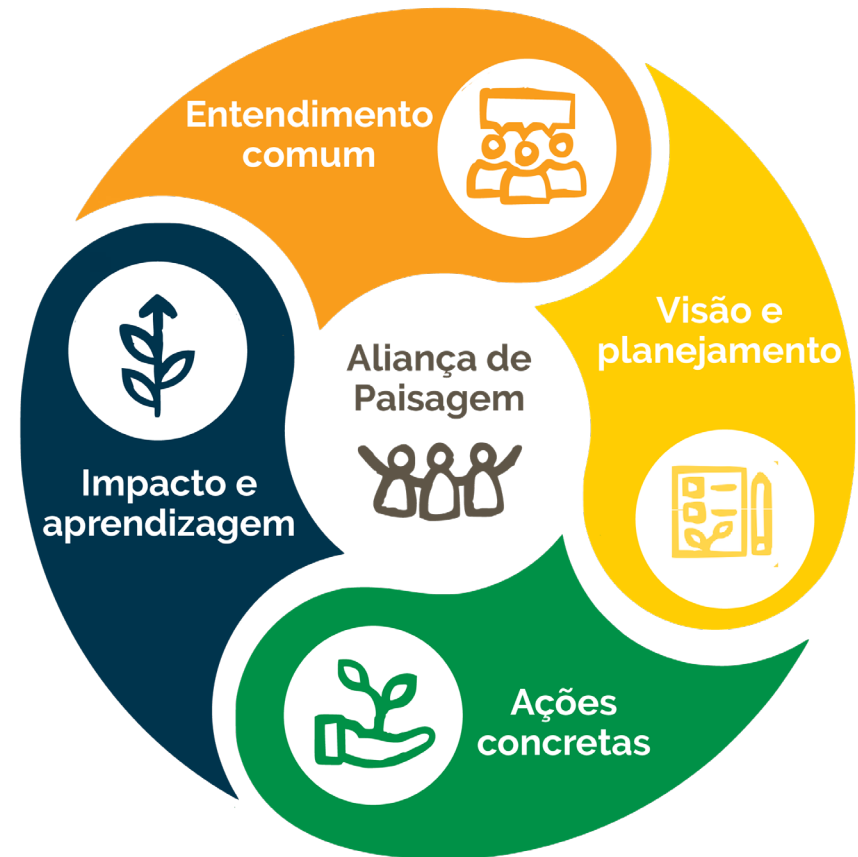 Entendimento
comum
Visão e
planejamento
Aliança de
Paisagem
Impacto e
aprendizagem
Ações
concretas